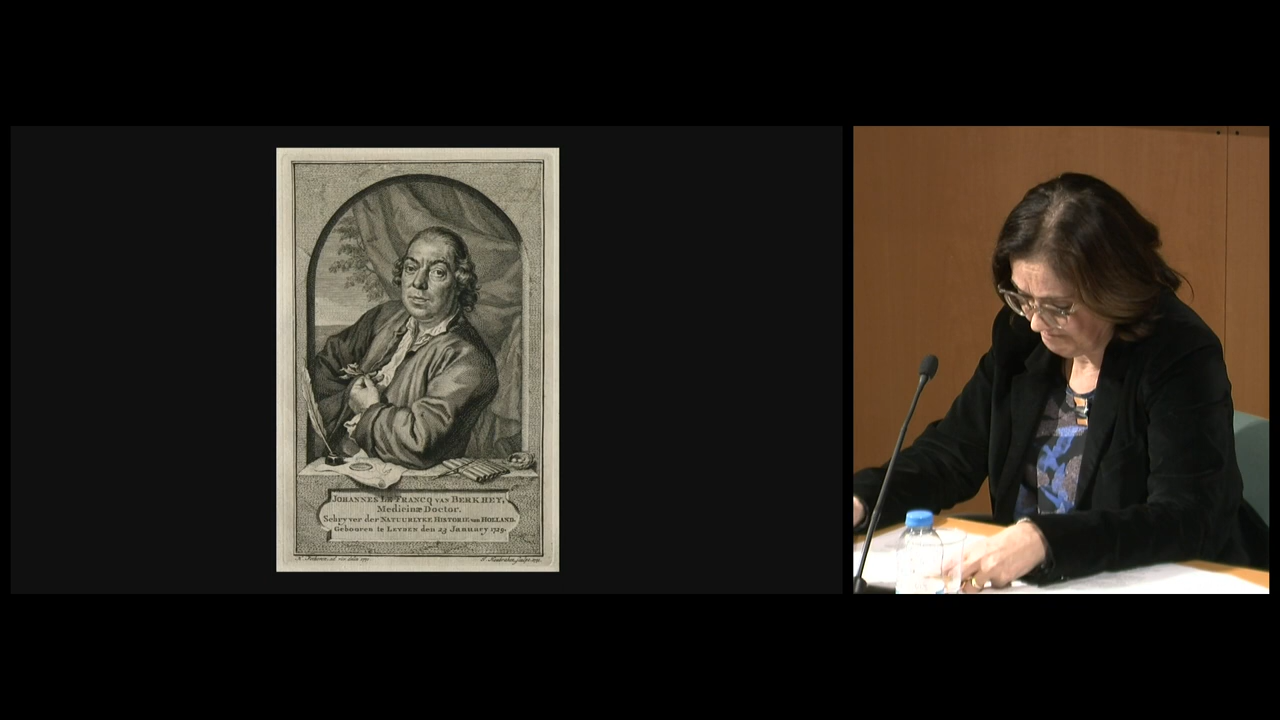 JOHANNES LE FRANCQ VAN BERKHEY,
Medicinæ Doctor.
Schryver der NATUURLYKE HISTORIE van HOLLAND.
Gebooren te LEYDEN den 23 January 1729.